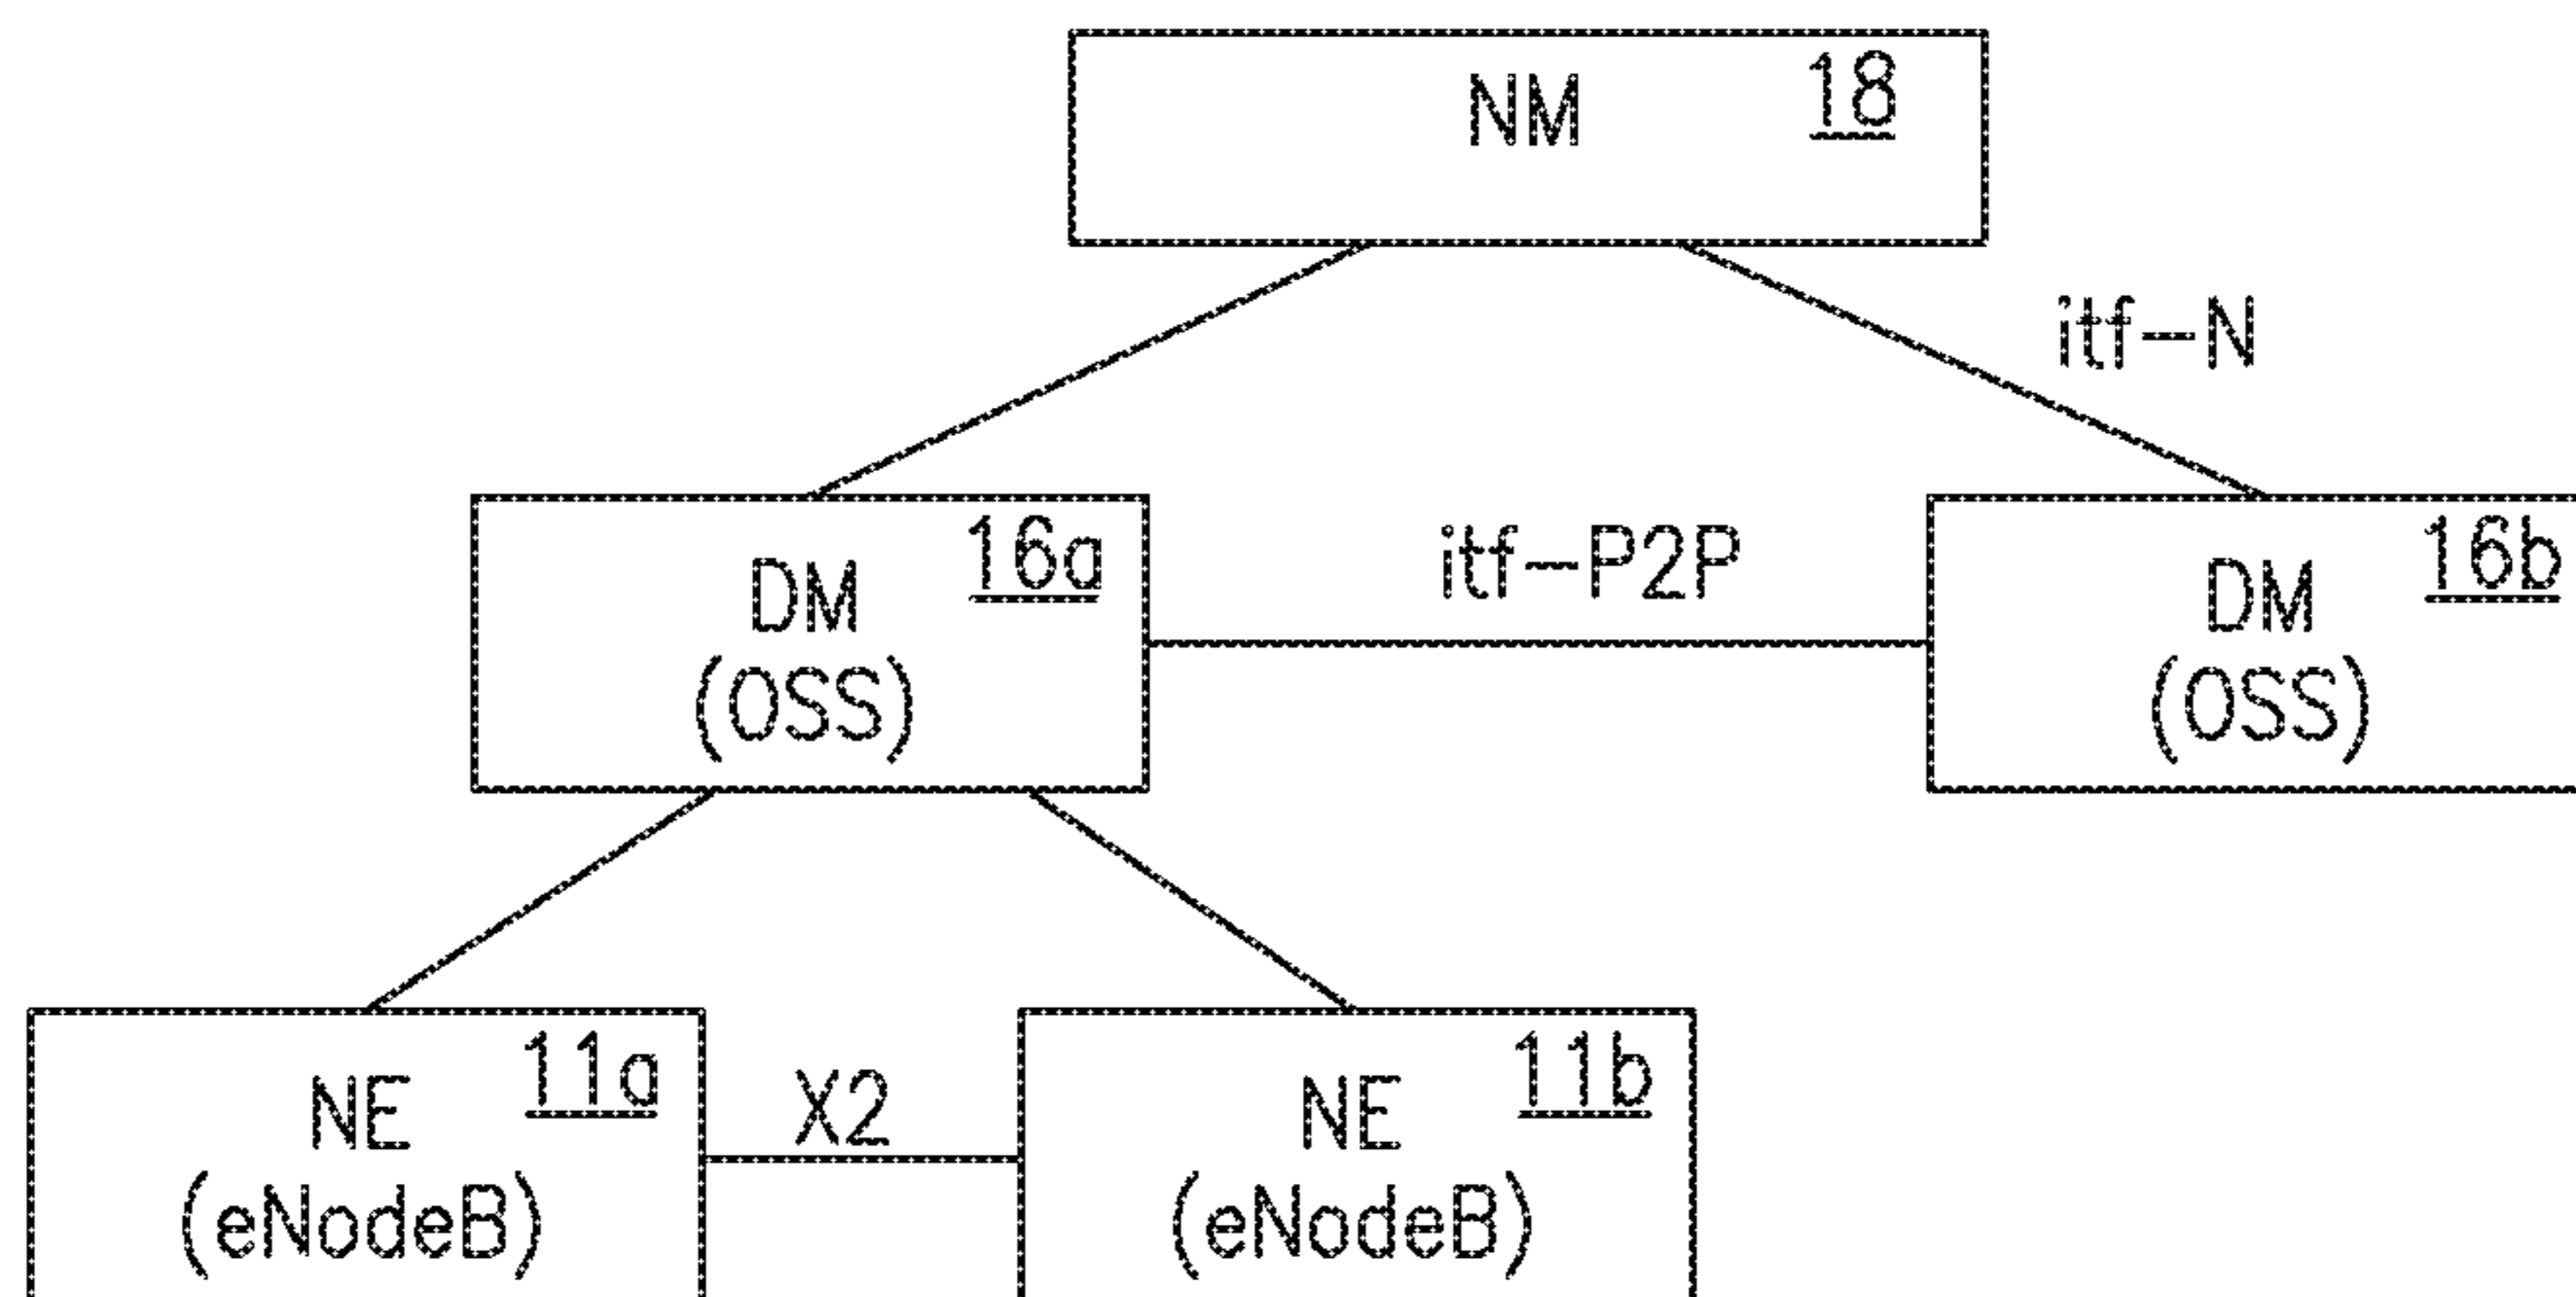 NM 18
itf-N
16a
DM
(OSS)
itf-P2P
16b
DM
(OSS)
11a
NE
(eNodeB)
X2
11b
NE
(eNodeB)